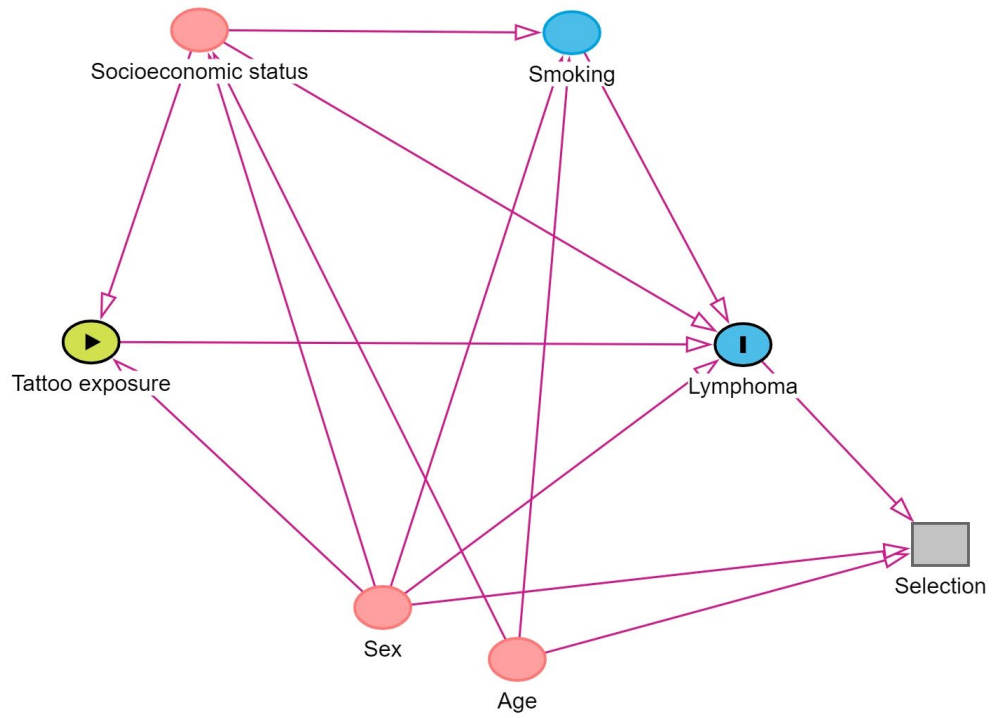 Socioeconomic status
Smoking
Tattoo exposure
Lymphoma
Selection
Sex
Age